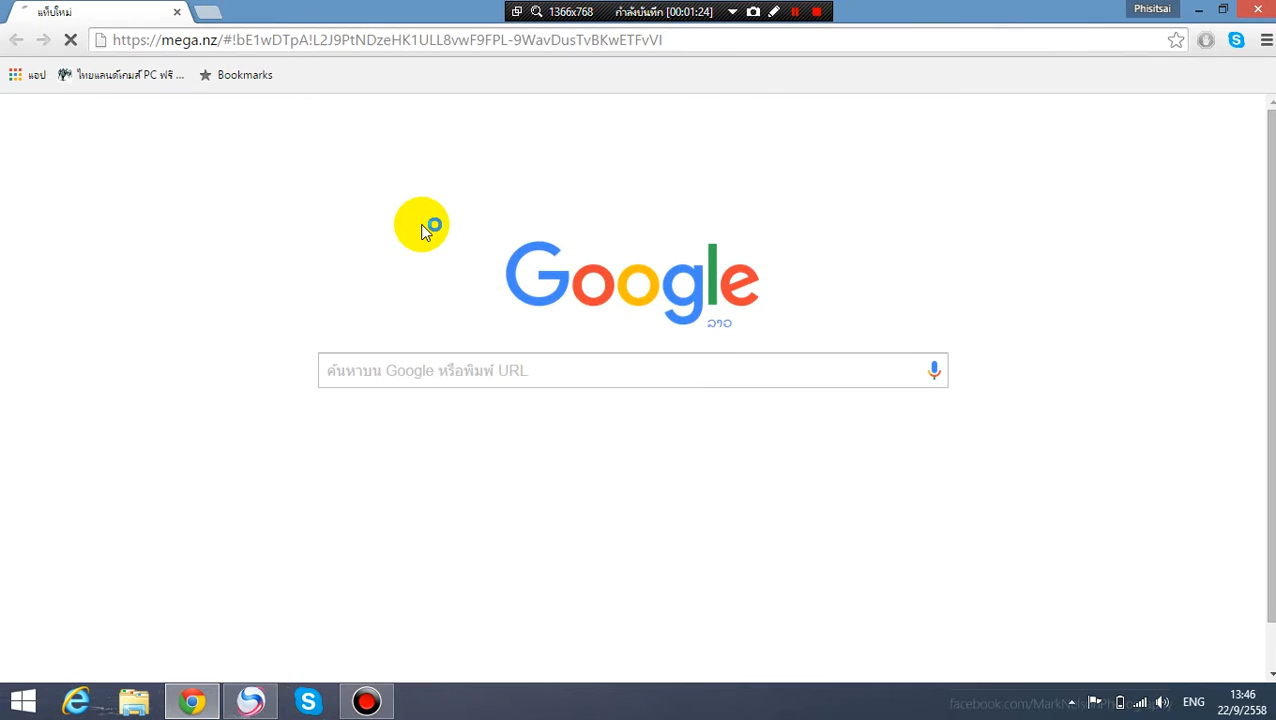 1366x768 กำลังบันทึก [00:01:24]
Phisitsai
แท็บใหม่
https://mega.nz/#!bE1wDTpA!L2J9PtNDzeHK1ULL8vwF9FPL-9WavDusTvBKwETFvVI
แอป ไทยแลนด์เกมส์ PC ฟรี ... Bookmarks
Google
ລາວ
ค้นหาบน Google หรือพิมพ์ URL
ENG
13:46
22/9/2558